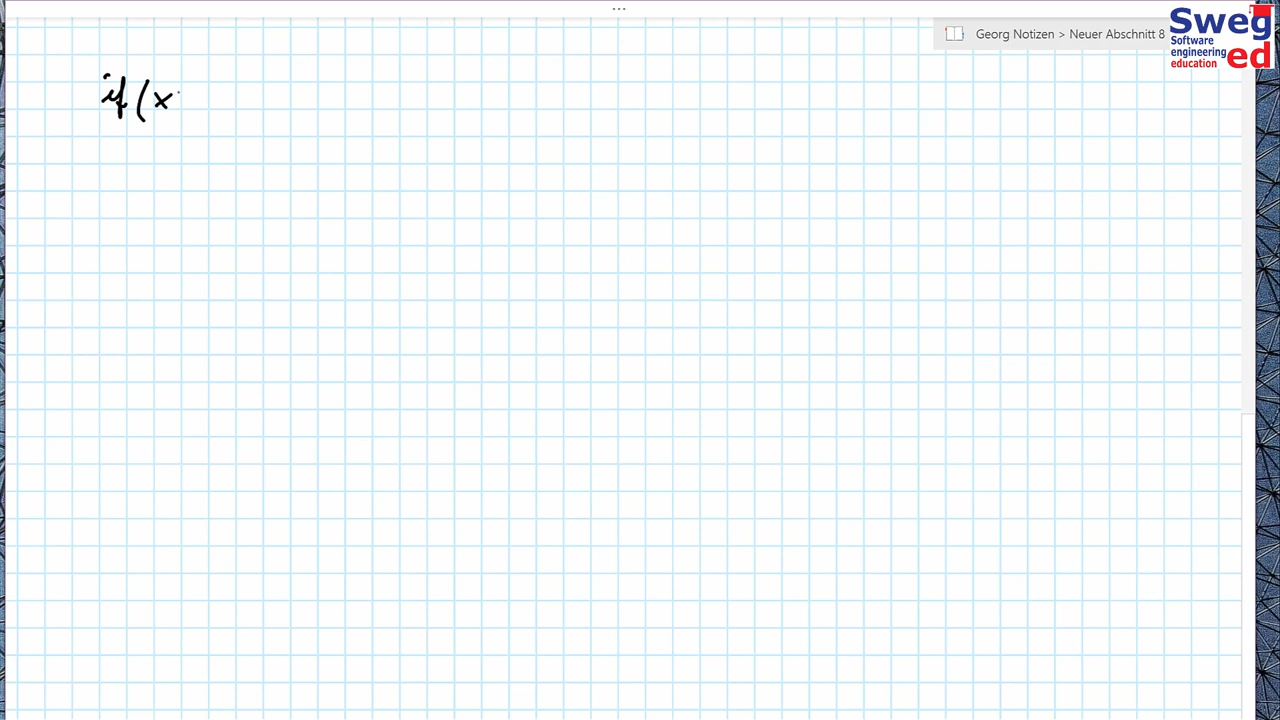 ...
Georg Notizen > Neuer Abschnitt 8
Sweg
Software
engineering
education
ed
if (x